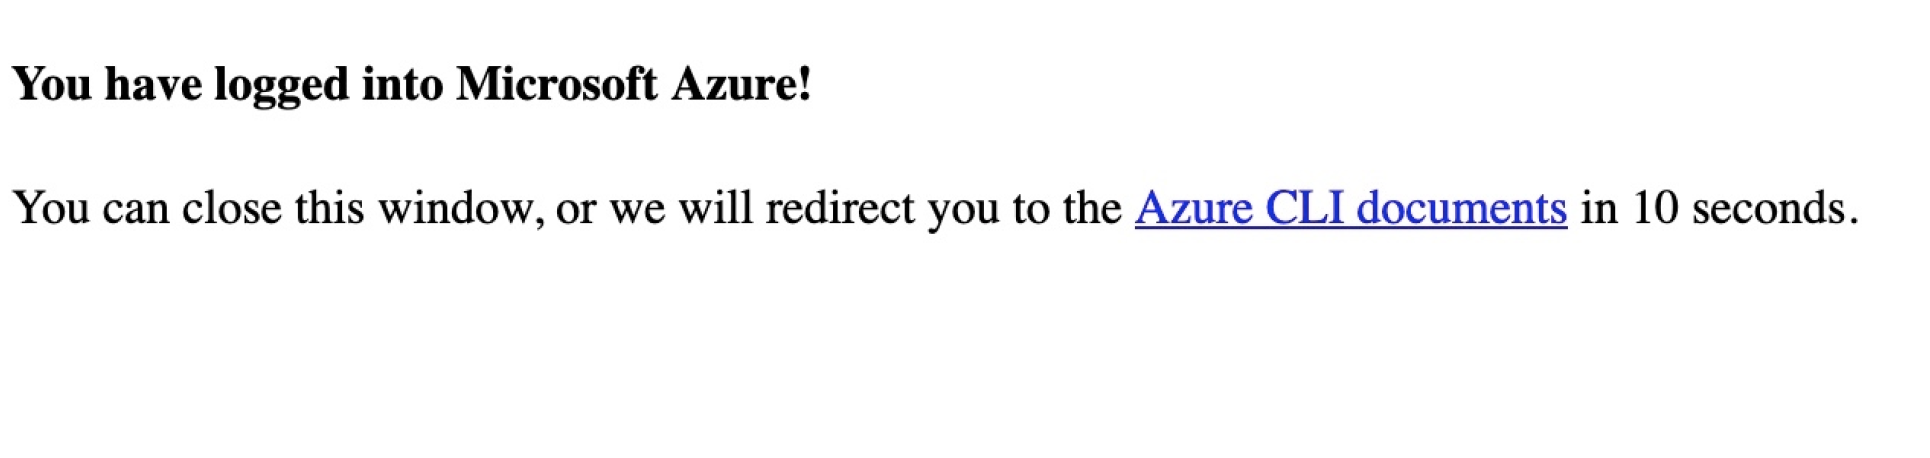 You have logged into Microsoft Azure!
You can close this window, or we will redirect you to the Azure CLI documents in 10 seconds.